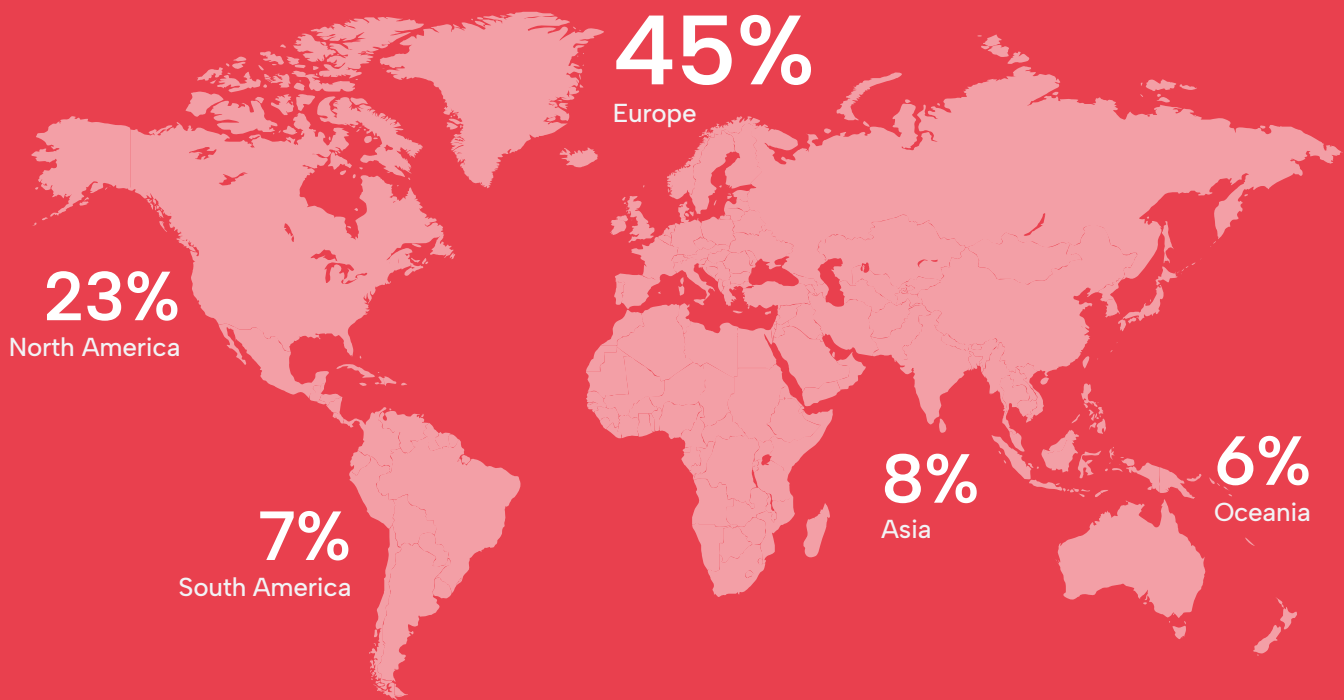 45%
Europe
23%
North America
8%
Asia
6%
Oceania
7%
South America